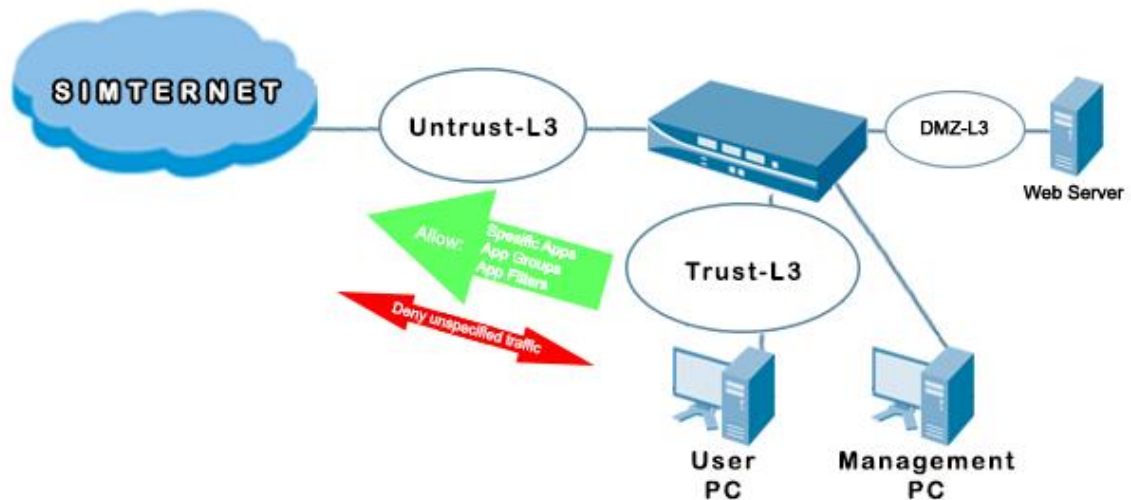 SIMTERNET
Untrust-L3
DMZ-L3
Web Server
Allow:
Spesific Apps
App Groups
App Filters
Trust-L3
Deny unspecified traffic
User
PC
Management
PC